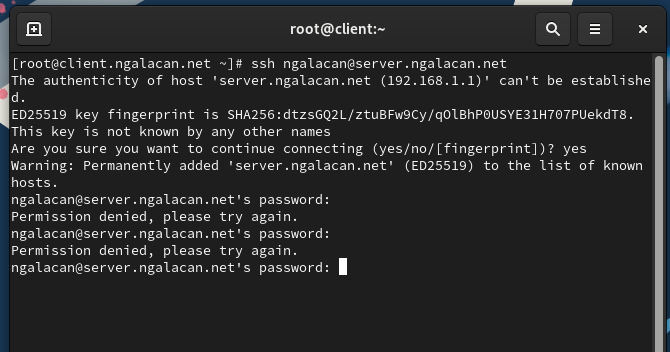 root@client:~
[root@client.ngalacan.net ~]# ssh ngalacan@server.ngalacan.net
The authenticity of host 'server.ngalacan.net (192.168.1.1)' can't be establishe
d.
ED25519 key fingerprint is SHA256:dtzsGQ2L/ztuBFw9Cy/qOlBhP0USYE31H707PUekdT8.
This key is not known by any other names
Are you sure you want to continue connecting (yes/no/[fingerprint])? yes
Warning: Permanently added 'server.ngalacan.net' (ED25519) to the list of known
hosts.
ngalacan@server.ngalacan.net's password:
Permission denied, please try again.
ngalacan@server.ngalacan.net's password:
Permission denied, please try again.
ngalacan@server.ngalacan.net's password: